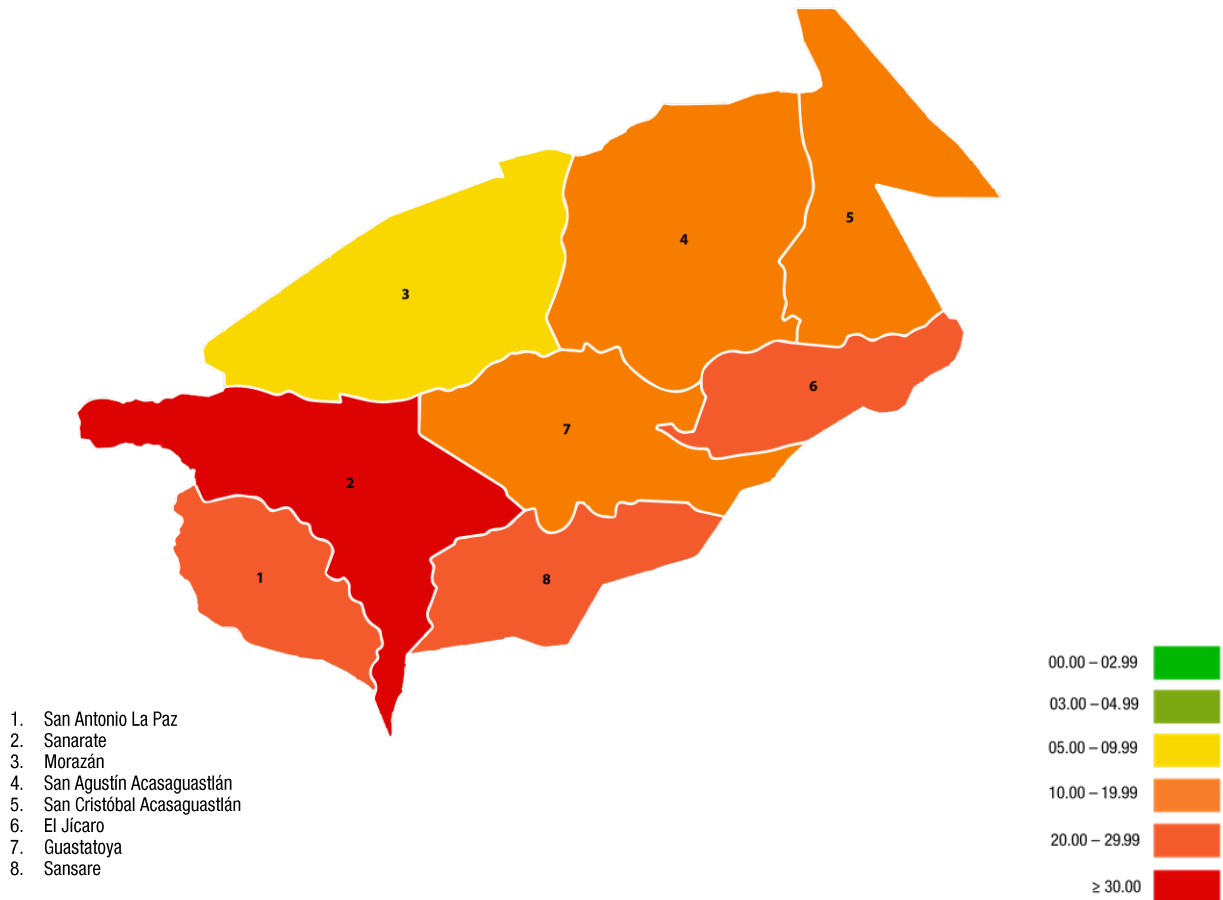 5
4
3
6
7
2
1
8
00.00 – 02.99
03.00 – 04.99
05.00 – 09.99
10.00 – 19.99
20.00 – 29.99
≥ 30.00
1. San Antonio La Paz
2. Sanarate
3. Morazán
4. San Agustín Acasaguastlán
5. San Cristóbal Acasaguastlán
6. El Jícaro
7. Guastatoya
8. Sansare